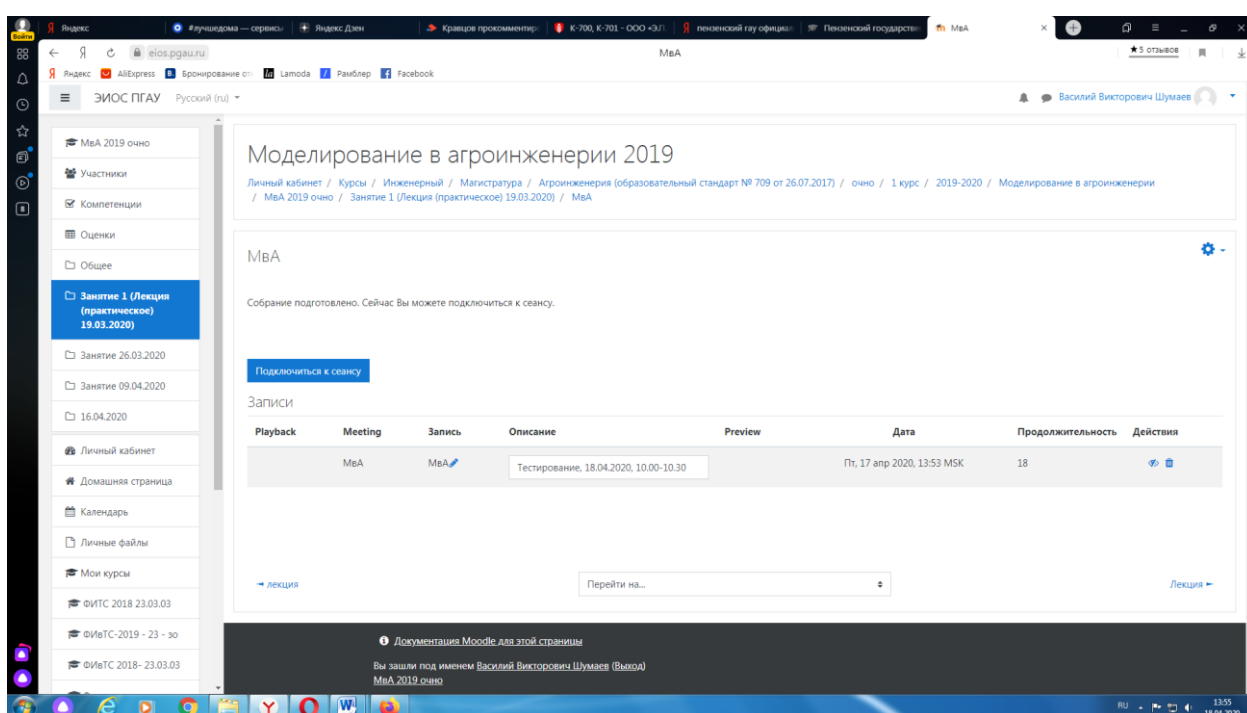 Войти
Яндекс
#лучшедома — сервисы
Яндекс Дзен
Кравцов прокомментир
К-700, К-701 - ООО «ЭЛ
пензенский гау официал
Пензенский государстве
МвА
eios.pgau.ru
МвА
★ 5 отзывов
Яндекс
AliExpress
Бронирование от
Lamoda
Рамблер
Facebook
ЭИОС ПГАУ
Русский (ru)
Василий Викторович Шумаев
МвА 2019 очно
Участники
Компетенции
Оценки
Общее
Занятие 1 (Лекция
(практическое)
19.03.2020)
Занятие 26.03.2020
Занятие 09.04.2020
16.04.2020
Личный кабинет
Домашняя страница
Календарь
Личные файлы
Мои курсы
ФИТС 2018 23.03.03
ФИвТС-2019 - 23 - зо
ФИвТС 2018- 23.03.03
Моделирование в агроинженерии 2019
Личный кабинет / Курсы / Инженерный / Магистратура / Агроинженерия (образовательный стандарт № 709 от 26.07.2017) / очно / 1 курс / 2019-2020 / Моделирование в агроинженерии
/ МвА 2019 очно / Занятие 1 (Лекция (практическое) 19.03.2020) / МвА
МвА
Собрание подготовлено. Сейчас Вы можете подключиться к сеансу.
Подключиться к сеансу
Записи
Playback Meeting Запись Описание Preview Дата Продолжительность Действия
МвА МвА Тестирование, 18.04.2020, 10.00-10.30 Пт, 17 апр 2020, 13:53 MSK 18
→ лекция
Перейти на...
Лекция ►
Документация Moodle для этой страницы
Вы зашли под именем Василий Викторович Шумаев (Выход)
МвА 2019 очно
RU
13:55
18.04.2020